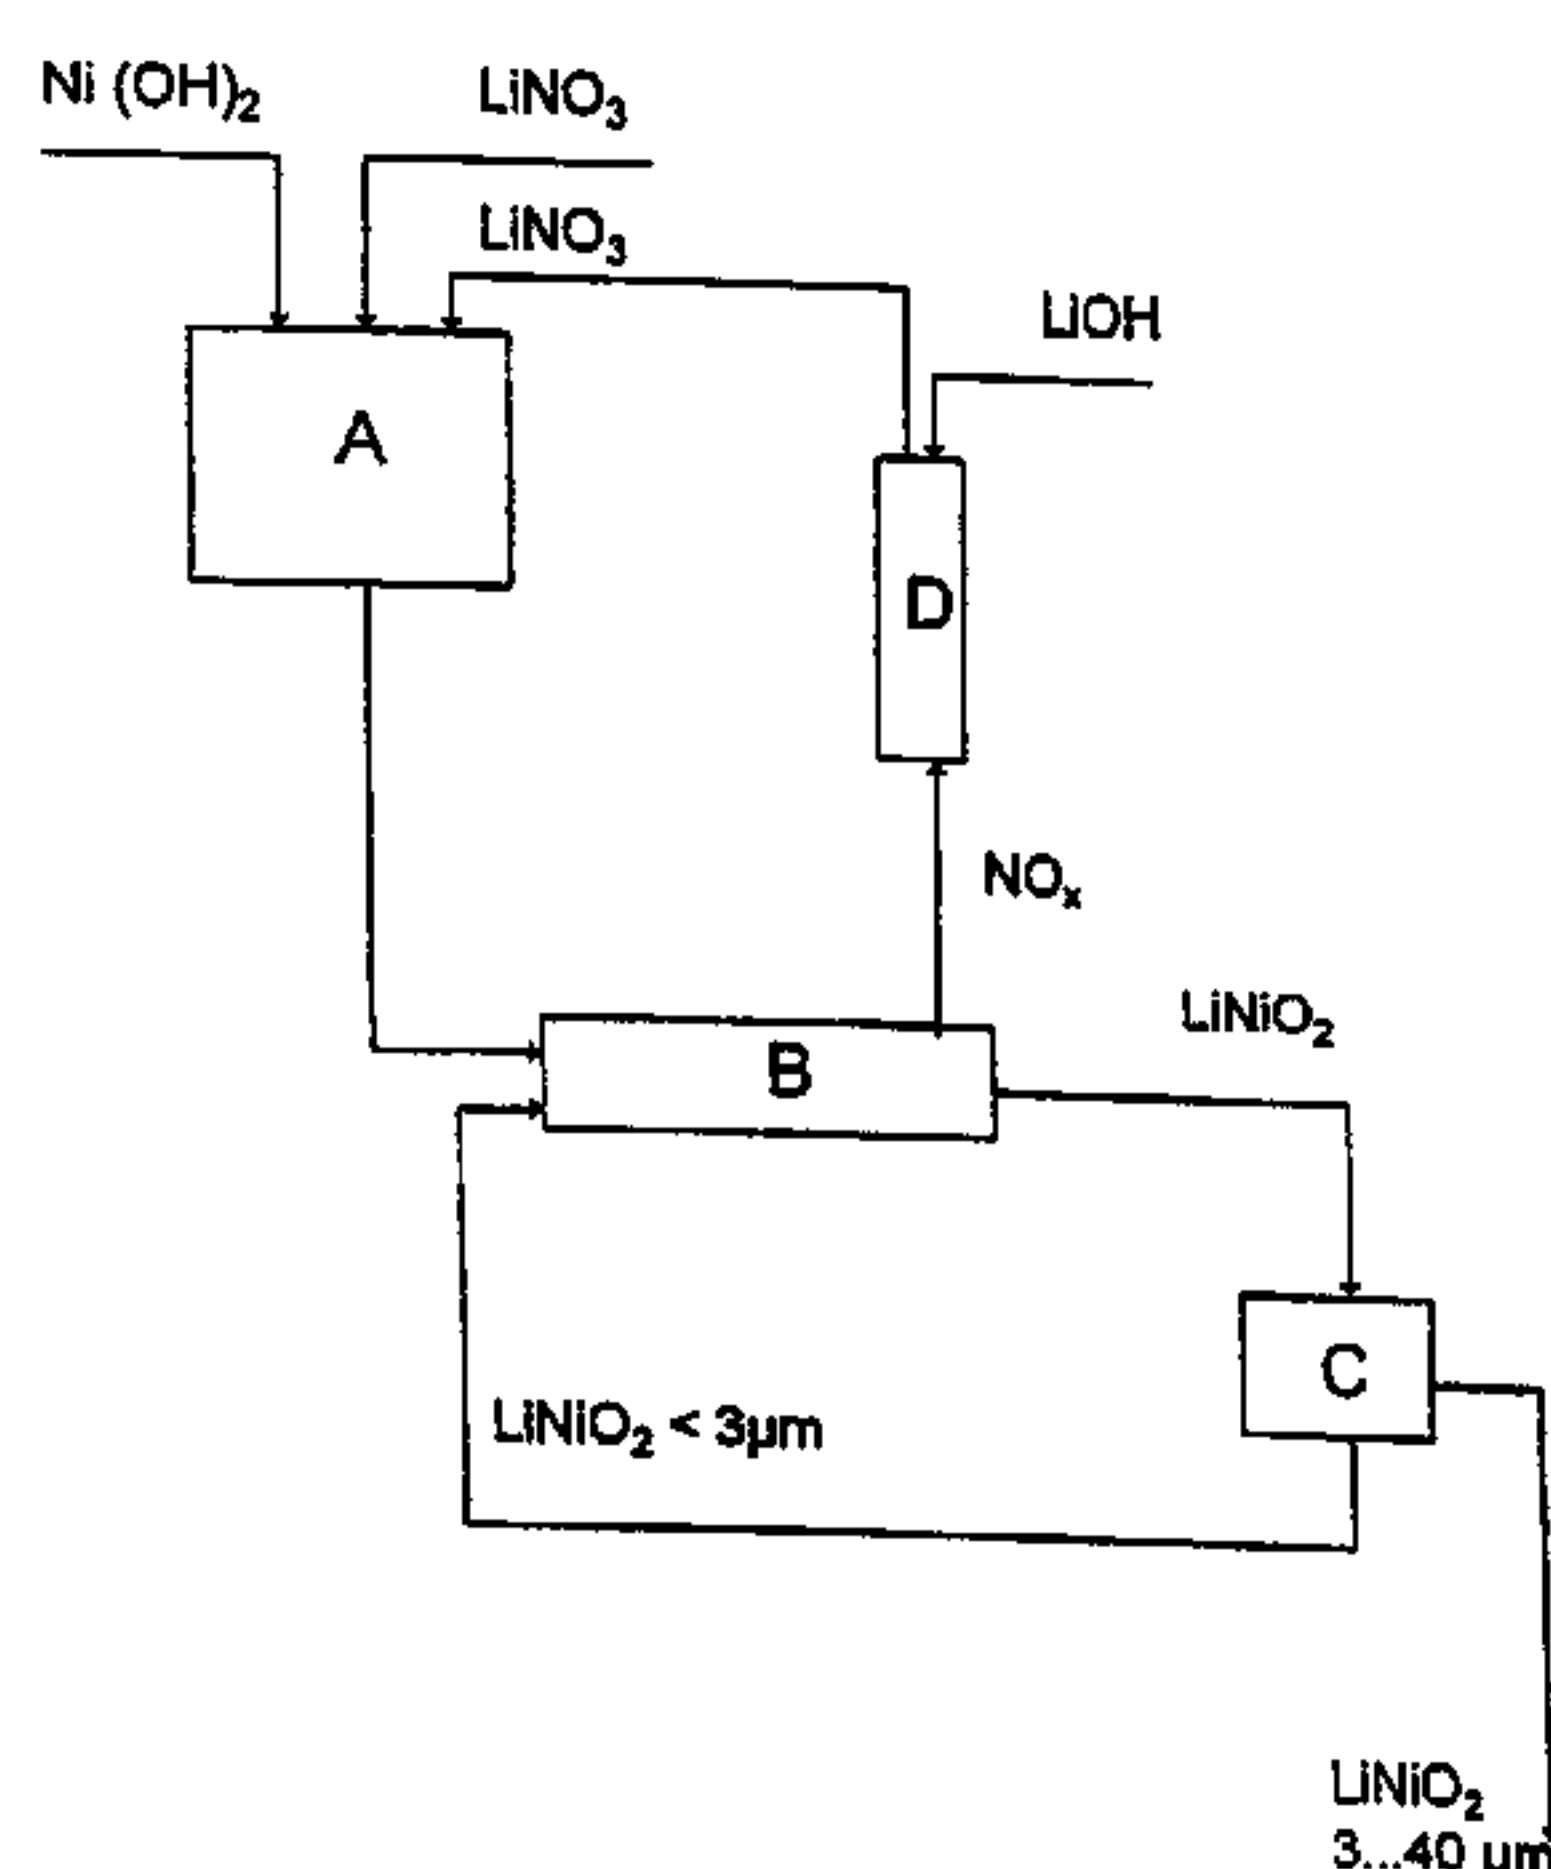 Ni (OH)₂
LiNO₃
LiNO₃
LiOH
A
D
NOₓ
LiNiO₂
B
C
LiNiO₂ < 3µm
LiNiO₂
3...40 µm